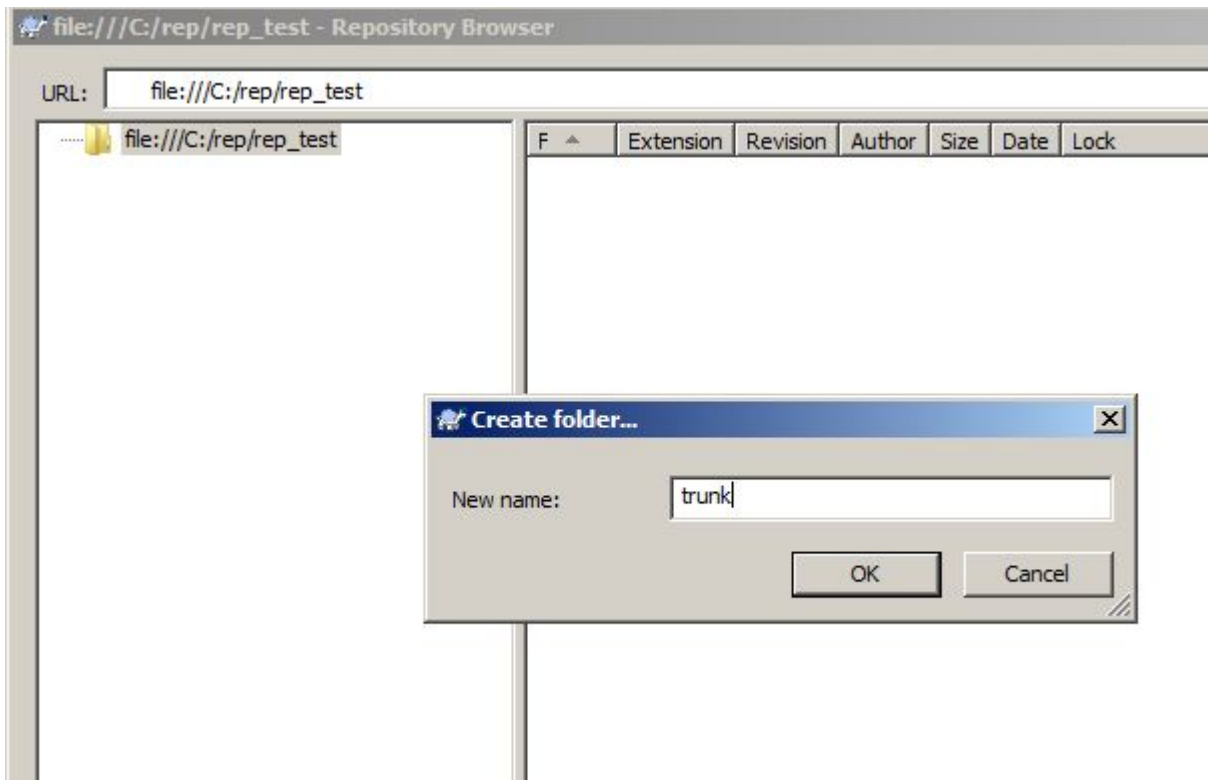 file:///C:/rep/rep_test - Repository Browser
URL: file:///C:/rep/rep_test
file:///C:/rep/rep_test
F Extension Revision Author Size Date Lock
Create folder...
New name: trunk
OK Cancel